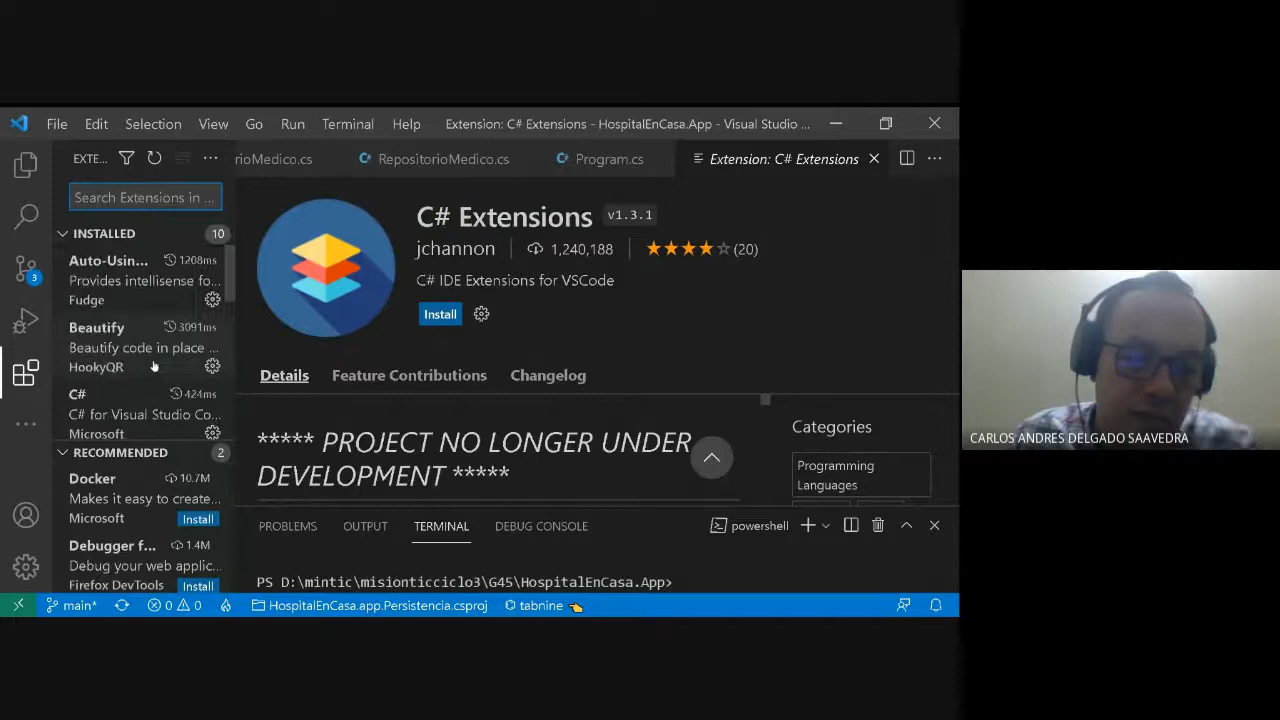 File Edit Selection View Go Run Terminal Help Extension: C# Extensions - HospitalEnCasa.App - Visual Studio ...
EXTE...
rioMedico.cs RepositorioMedico.cs Program.cs Extension: C# Extensions
Search Extensions in ...
INSTALLED 10
Auto-Usin... 1208ms
Provides intellisense fo...
Fudge
Beautify 3091ms
Beautify code in place ...
HookyQR
C# 424ms
C# for Visual Studio Co...
Microsoft
RECOMMENDED 2
Docker 10.7M
Makes it easy to create...
Microsoft Install
Debugger f... 1.4M
Debug your web applic...
Firefox DevTools Install
3
C# Extensions v1.3.1
jchannon 1,240,188 (20)
C# IDE Extensions for VSCode
Install
Details Feature Contributions Changelog
***** PROJECT NO LONGER UNDER
DEVELOPMENT *****
Categories
Programming
Languages
PROBLEMS OUTPUT TERMINAL DEBUG CONSOLE powershell
PS D:\mintic\misionticciclo3\G45\HospitalEnCasa.App>
main* 0 0 HospitalEnCasa.app.Persistencia.csproj tabnine
CARLOS ANDRES DELGADO SAAVEDRA